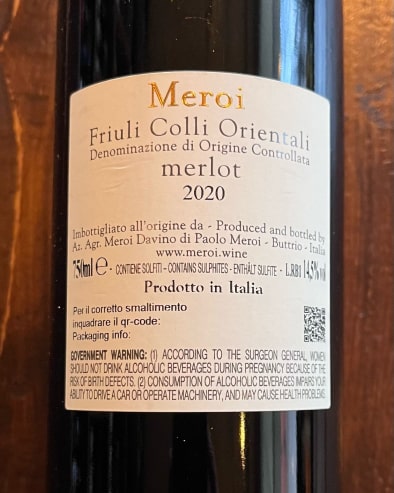 Meroi
Friuli Colli Orientali
Denominazione di Origine Controllata
merlot
2020
Imbottigliato all'origine da - Produced and bottled by
Az. Agr. Meroi Davino di Paolo Meroi - Buttrio - Italia
www.meroi.wine
750ml e · CONTIENE SOLFITI - CONTAINS SULPHITES - ENTHÄLT SULFITE · L.RB1 14,5% vol
Prodotto in Italia
Per il corretto smaltimento
inquadrare il qr-code:
Packaging info:
GOVERNMENT WARNING: (1) ACCORDING TO THE SURGEON GENERAL, WOMEN
SHOULD NOT DRINK ALCOHOLIC BEVERAGES DURING PREGNANCY BECAUSE OF THE
RISK OF BIRTH DEFECTS. (2) CONSUMPTION OF ALCOHOLIC BEVERAGES IMPAIRS YOUR
ABILITY TO DRIVE A CAR OR OPERATE MACHINERY, AND MAY CAUSE HEALTH PROBLEMS.